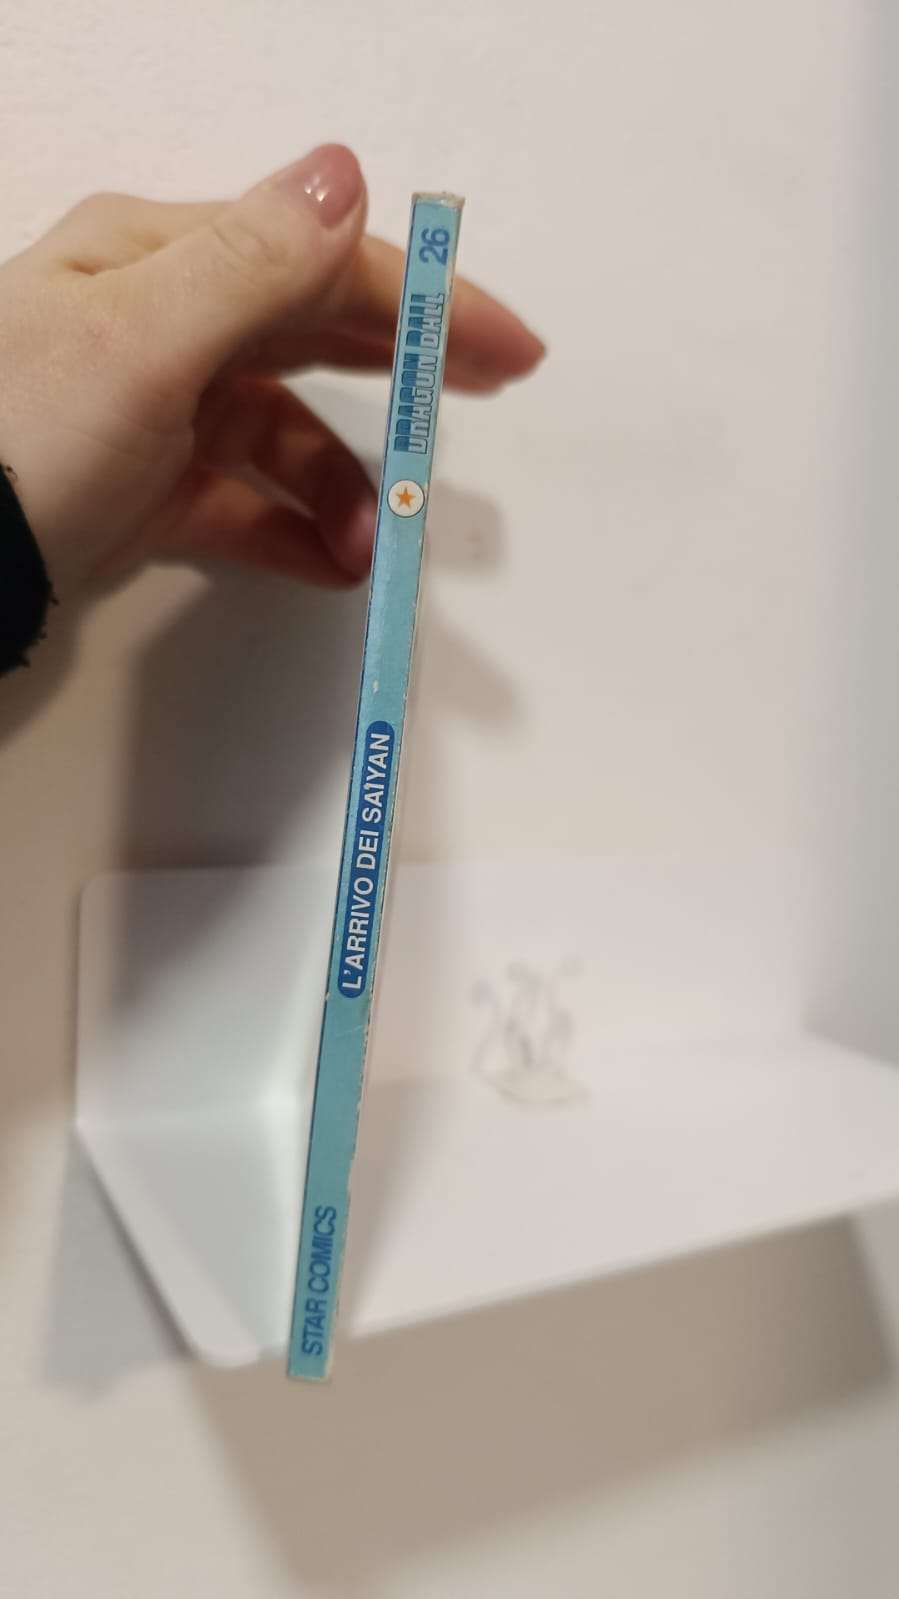 STAR COMICS
L'ARRIVO DEI SAIYAN
DRAGON BALL
26